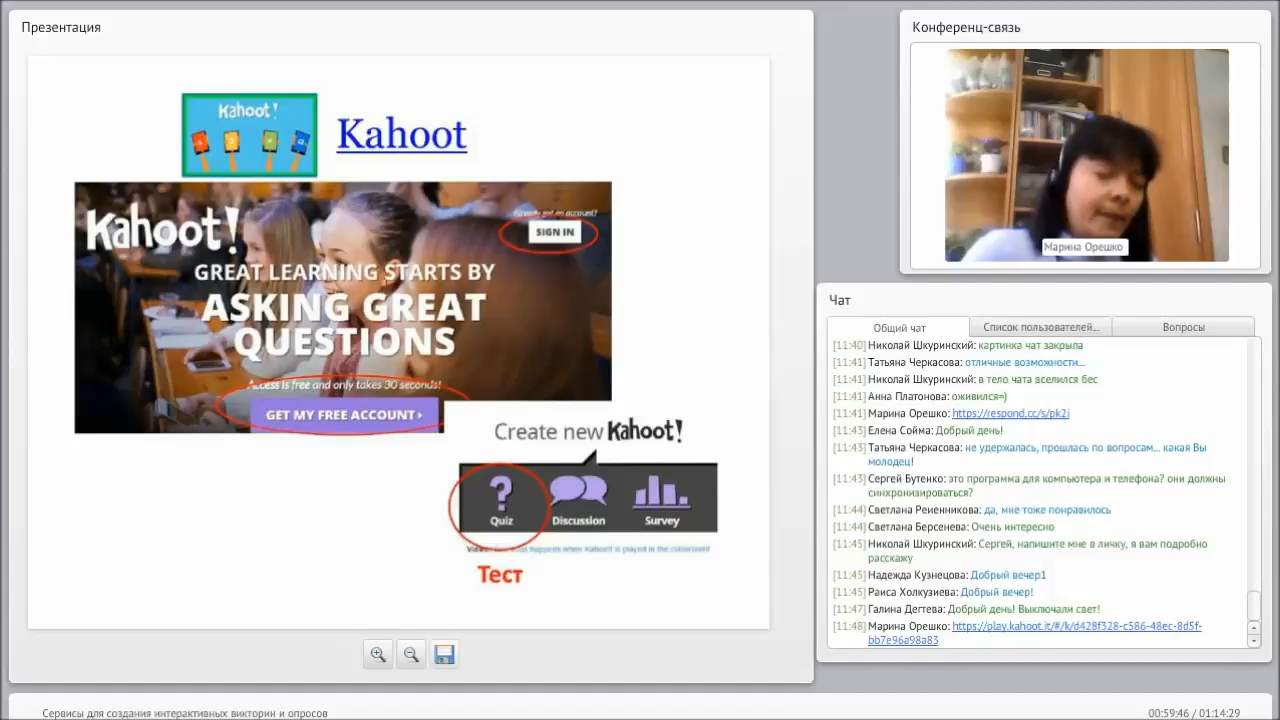 Презентация
Kahoot!
Kahoot
Kahoot!
Already got an account?
SIGN IN
GREAT LEARNING STARTS BY
ASKING GREAT
QUESTIONS
Access is free and only takes 30 seconds!
GET MY FREE ACCOUNT ›
Create new Kahoot!
Quiz
Discussion
Survey
what happens when Kahoot! is played in the classroom
Тест
Конференц-связь
Марина Орешко
Чат
Общий чат
Список пользователей...
Вопросы
[11:40] Николай Шкуринский: картинка чат закрыла
[11:41] Татьяна Черкасова: отличные возможности...
[11:41] Николай Шкуринский: в тело чата вселился бес
[11:41] Анна Платонова: оживился=)
[11:41] Марина Орешко: https://respond.cc/s/pk2i
[11:43] Елена Сойма: Добрый день!
[11:43] Татьяна Черкасова: не удержалась, прошлась по вопросам... какая Вы
молодец!
[11:43] Сергей Бутенко: это программа для компьютера и телефона? они должны
синхронизироваться?
[11:44] Светлана Реиенникова: да, мне тоже понравилось
[11:44] Светлана Берсенева: Очень интересно
[11:45] Николай Шкуринский: Сергей, напишите мне в личку, я вам подробно
расскажу
[11:45] Надежда Кузнецова: Добрый вечер1
[11:45] Раиса Холкузиева: Добрый вечер!
[11:47] Галина Дегтева: Добрый день! Выключали свет!
[11:48] Марина Орешко: https://play.kahoot.it/#/k/d428f328-c586-48ec-8d5f-
bb7e96a98a83
Сервисы для создания интерактивных викторин и опросов
00:59:46 / 01:14:29